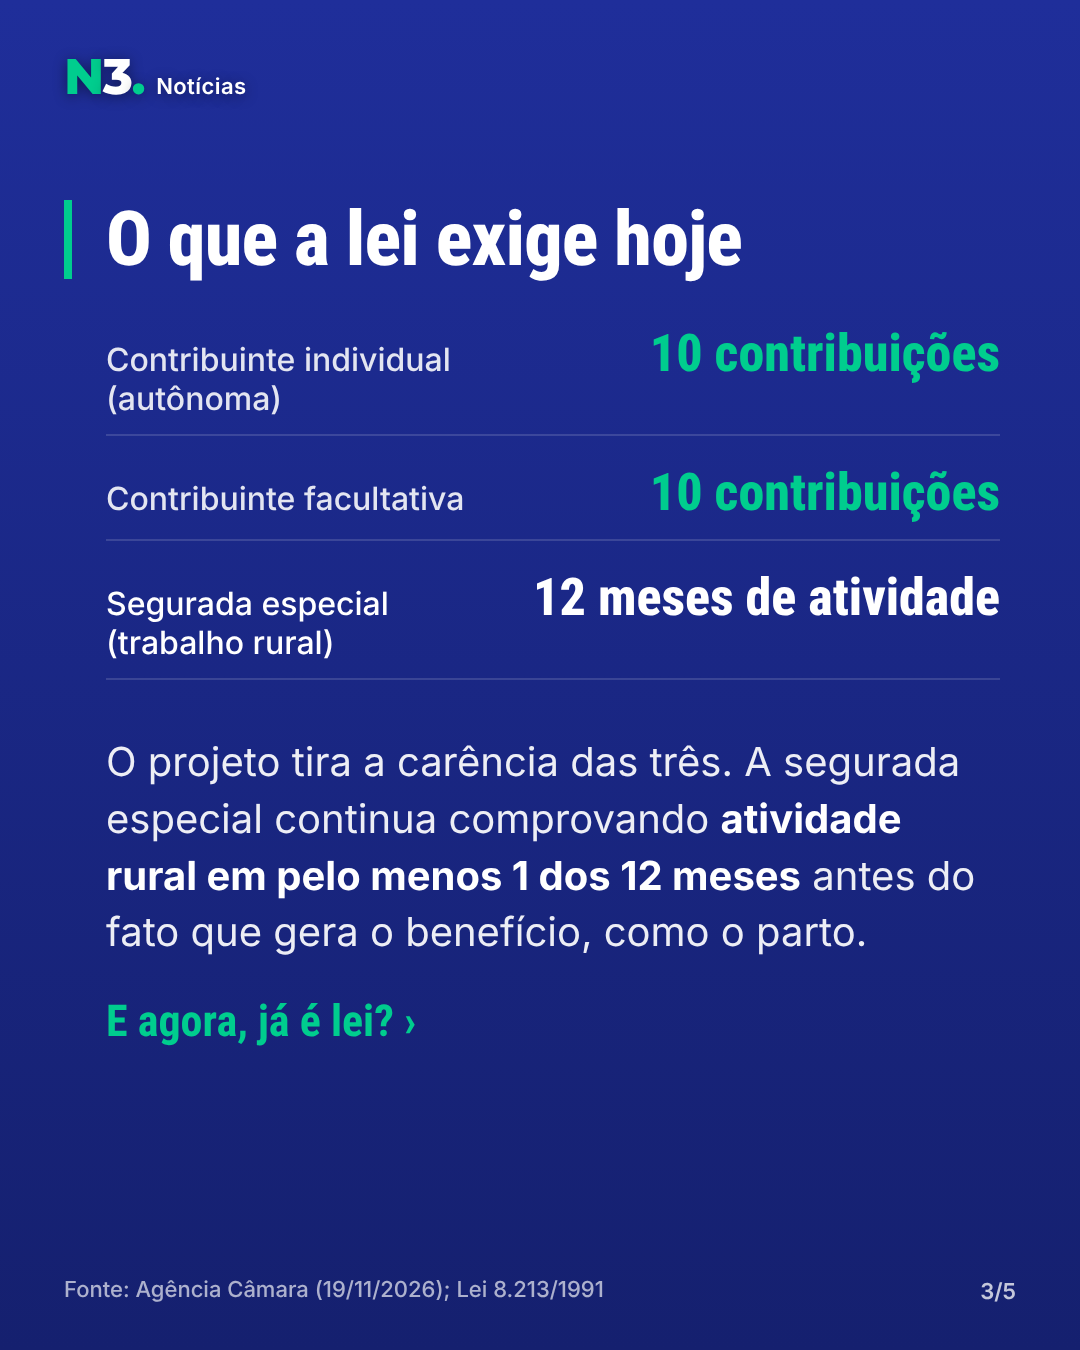 N3. Notícias
O que a lei exige hoje
Contribuinte individual
(autônoma)
10 contribuições
Contribuinte facultativa
10 contribuições
Segurada especial
(trabalho rural)
12 meses de atividade
O projeto tira a carência das três. A segurada
especial continua comprovando atividade
rural em pelo menos 1 dos 12 meses antes do
fato que gera o benefício, como o parto.
E agora, já é lei? ›
Fonte: Agência Câmara (19/11/2026); Lei 8.213/1991
3/5